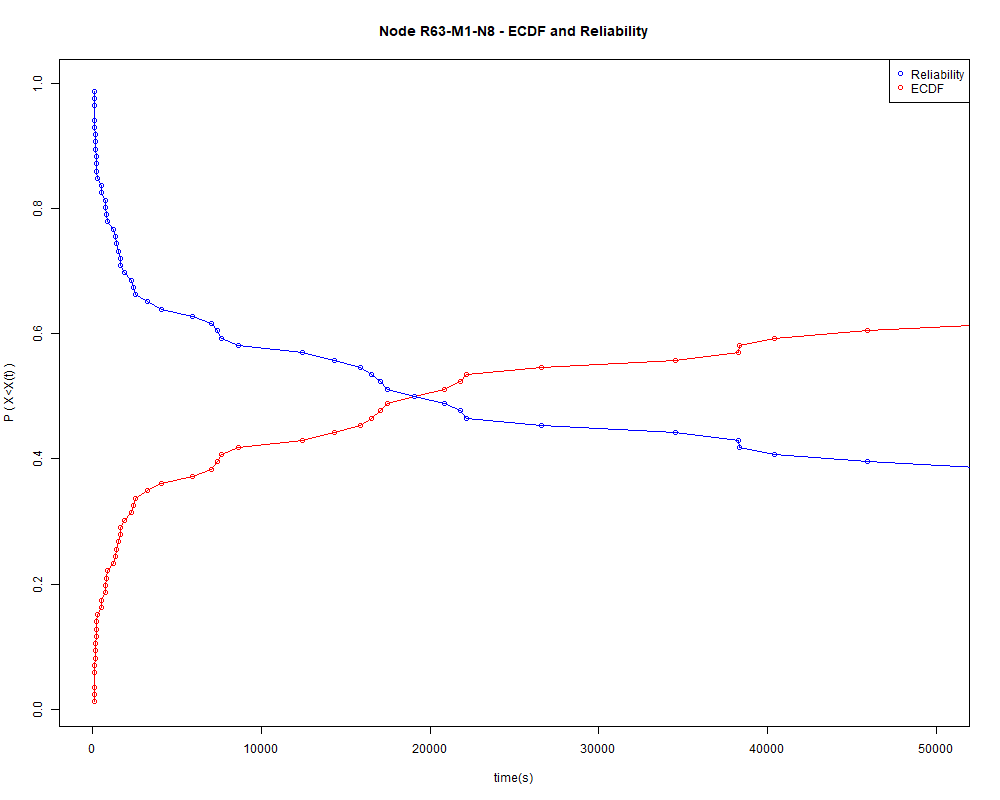 Node R63-M1-N8 - ECDF and Reliability
Reliability
ECDF
P ( X<X(t) )
1.0
0.8
0.6
0.4
0.2
0.0
0
10000
20000
30000
40000
50000
time(s)